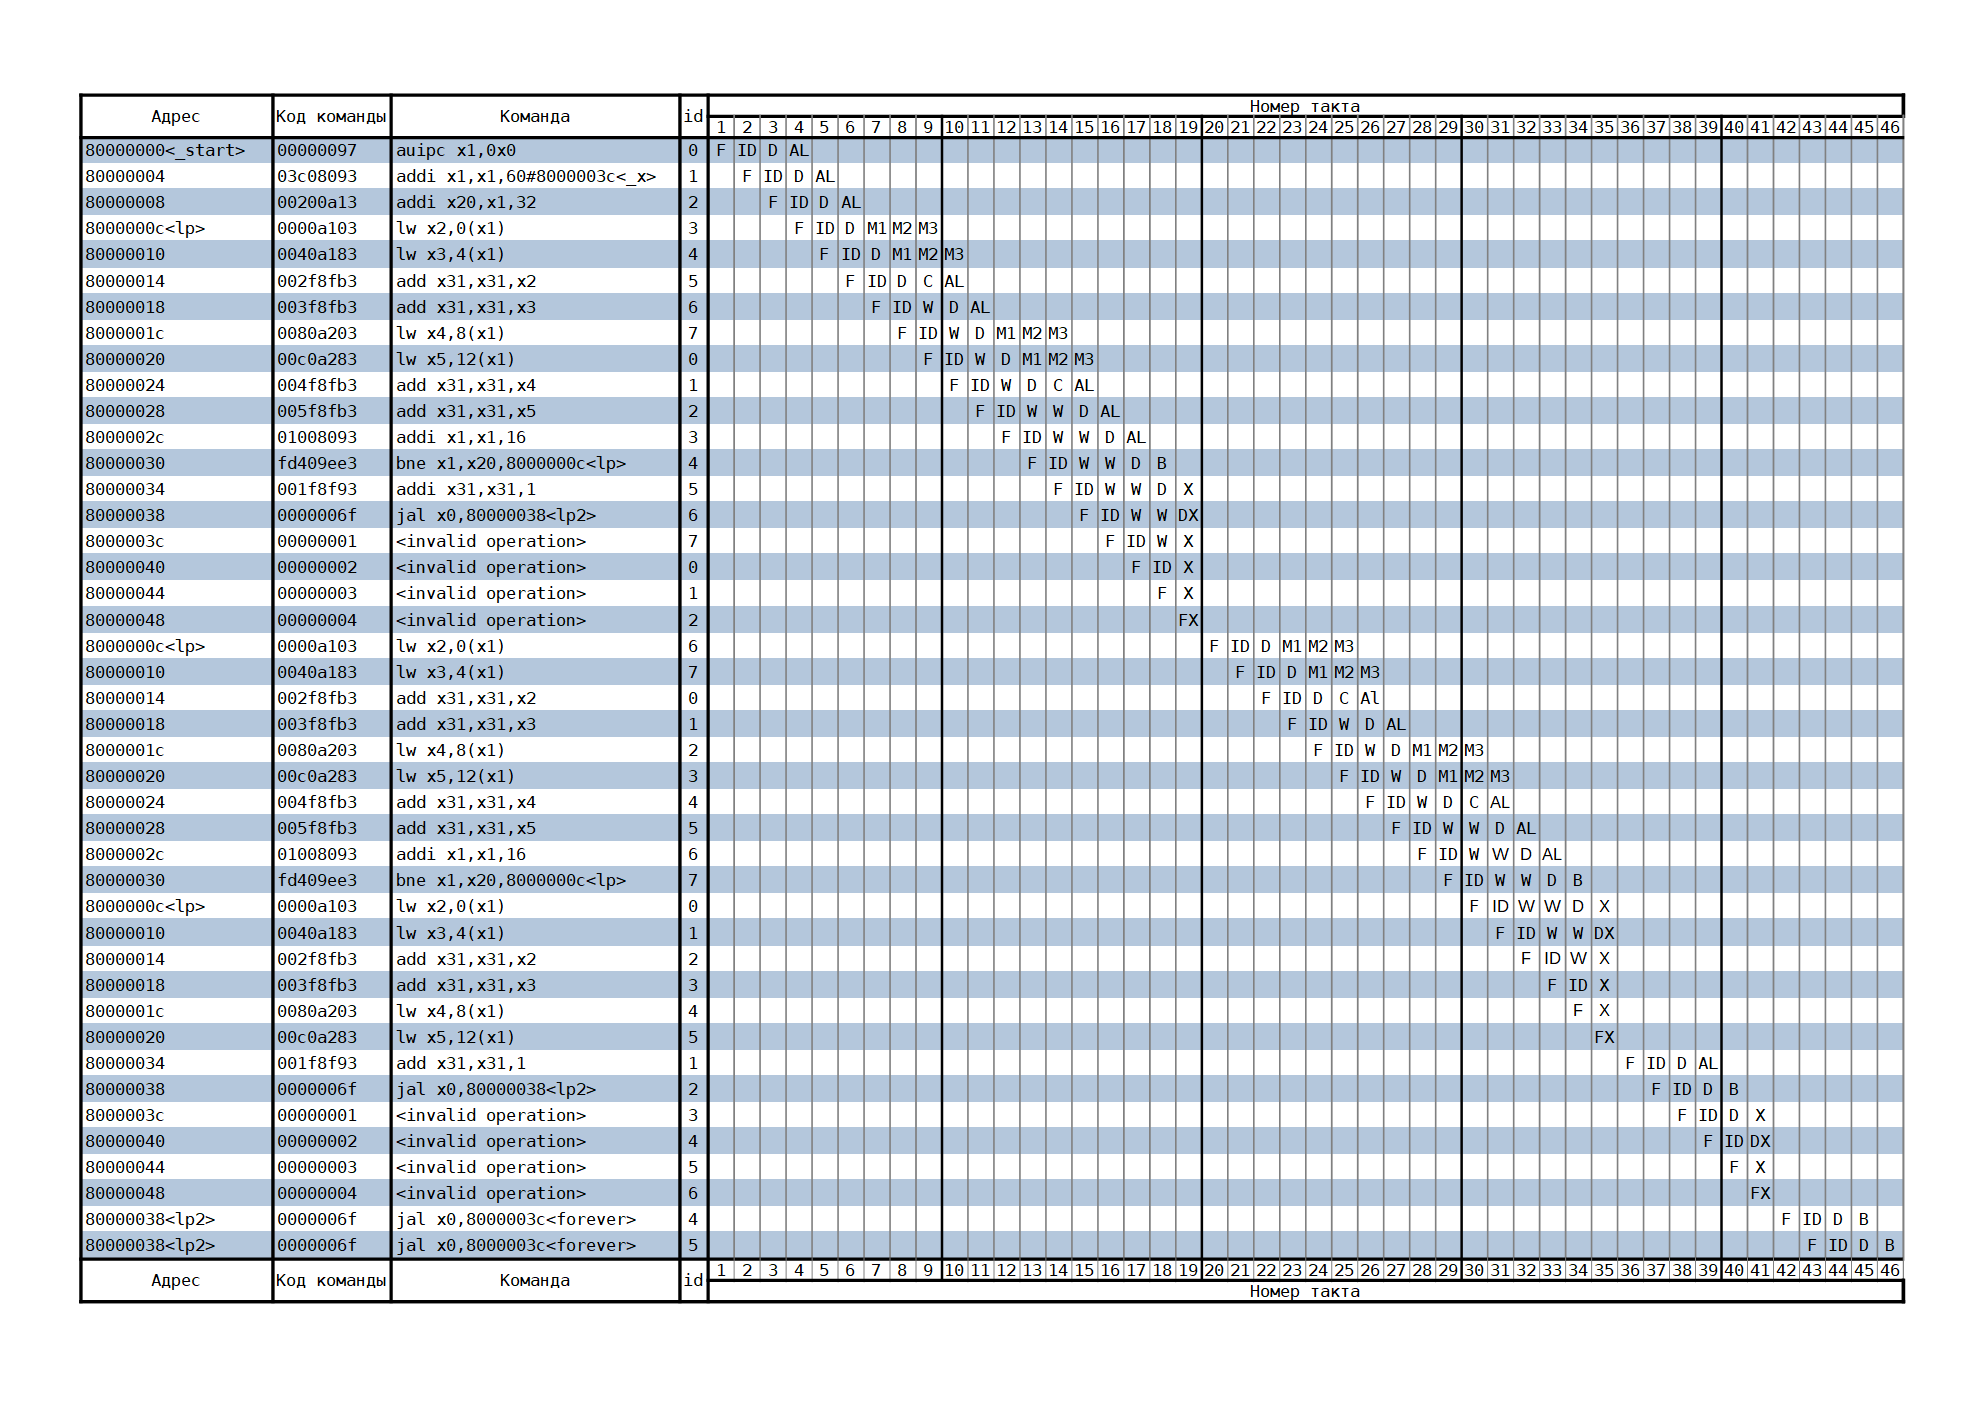 Адрес Код команды Команда id Номер такта
1 2 3 4 5 6 7 8 9 10 11 12 13 14 15 16 17 18 19 20 21 22 23 24 25 26 27 28 29 30 31 32 33 34 35 36 37 38 39 40 41 42 43 44 45 46
80000000<_start> 00000097 auipc x1,0x0 0 F ID D AL
80000004 03c08093 addi x1,x1,60#8000003c<_x> 1 F ID D AL
80000008 00200a13 addi x20,x1,32 2 F ID D AL
8000000c<lp> 0000a103 lw x2,0(x1) 3 F ID D M1 M2 M3
80000010 0040a183 lw x3,4(x1) 4 F ID D M1 M2 M3
80000014 002f8fb3 add x31,x31,x2 5 F ID D C AL
80000018 003f8fb3 add x31,x31,x3 6 F ID W D AL
8000001c 0080a203 lw x4,8(x1) 7 F ID W D M1 M2 M3
80000020 00c0a283 lw x5,12(x1) 0 F ID W D M1 M2 M3
80000024 004f8fb3 add x31,x31,x4 1 F ID W D C AL
80000028 005f8fb3 add x31,x31,x5 2 F ID W W D AL
8000002c 01008093 addi x1,x1,16 3 F ID W W D AL
80000030 fd409ee3 bne x1,x20,8000000c<lp> 4 F ID W W D B
80000034 001f8f93 addi x31,x31,1 5 F ID W W D X
80000038 0000006f jal x0,80000038<lp2> 6 F ID W W DX
8000003c 00000001 <invalid operation> 7 F ID W X
80000040 00000002 <invalid operation> 0 F ID X
80000044 00000003 <invalid operation> 1 F X
80000048 00000004 <invalid operation> 2 FX
8000000c<lp> 0000a103 lw x2,0(x1) 6 F ID D M1 M2 M3
80000010 0040a183 lw x3,4(x1) 7 F ID D M1 M2 M3
80000014 002f8fb3 add x31,x31,x2 0 F ID D C Al
80000018 003f8fb3 add x31,x31,x3 1 F ID W D AL
8000001c 0080a203 lw x4,8(x1) 2 F ID W D M1 M2 M3
80000020 00c0a283 lw x5,12(x1) 3 F ID W D M1 M2 M3
80000024 004f8fb3 add x31,x31,x4 4 F ID W D C AL
80000028 005f8fb3 add x31,x31,x5 5 F ID W W D AL
8000002c 01008093 addi x1,x1,16 6 F ID W W D AL
80000030 fd409ee3 bne x1,x20,8000000c<lp> 7 F ID W W D B
8000000c<lp> 0000a103 lw x2,0(x1) 0 F ID W W D X
80000010 0040a183 lw x3,4(x1) 1 F ID W W DX
80000014 002f8fb3 add x31,x31,x2 2 F ID W X
80000018 003f8fb3 add x31,x31,x3 3 F ID X
8000001c 0080a203 lw x4,8(x1) 4 F X
80000020 00c0a283 lw x5,12(x1) 5 FX
80000034 001f8f93 add x31,x31,1 1 F ID D AL
80000038 0000006f jal x0,80000038<lp2> 2 F ID D B
8000003c 00000001 <invalid operation> 3 F ID D X
80000040 00000002 <invalid operation> 4 F ID DX
80000044 00000003 <invalid operation> 5 F X
80000048 00000004 <invalid operation> 6 FX
80000038<lp2> 0000006f jal x0,8000003c<forever> 4 F ID D B
80000038<lp2> 0000006f jal x0,8000003c<forever> 5 F ID D B
Адрес Код команды Команда id 1 2 3 4 5 6 7 8 9 10 11 12 13 14 15 16 17 18 19 20 21 22 23 24 25 26 27 28 29 30 31 32 33 34 35 36 37 38 39 40 41 42 43 44 45 46
Номер такта